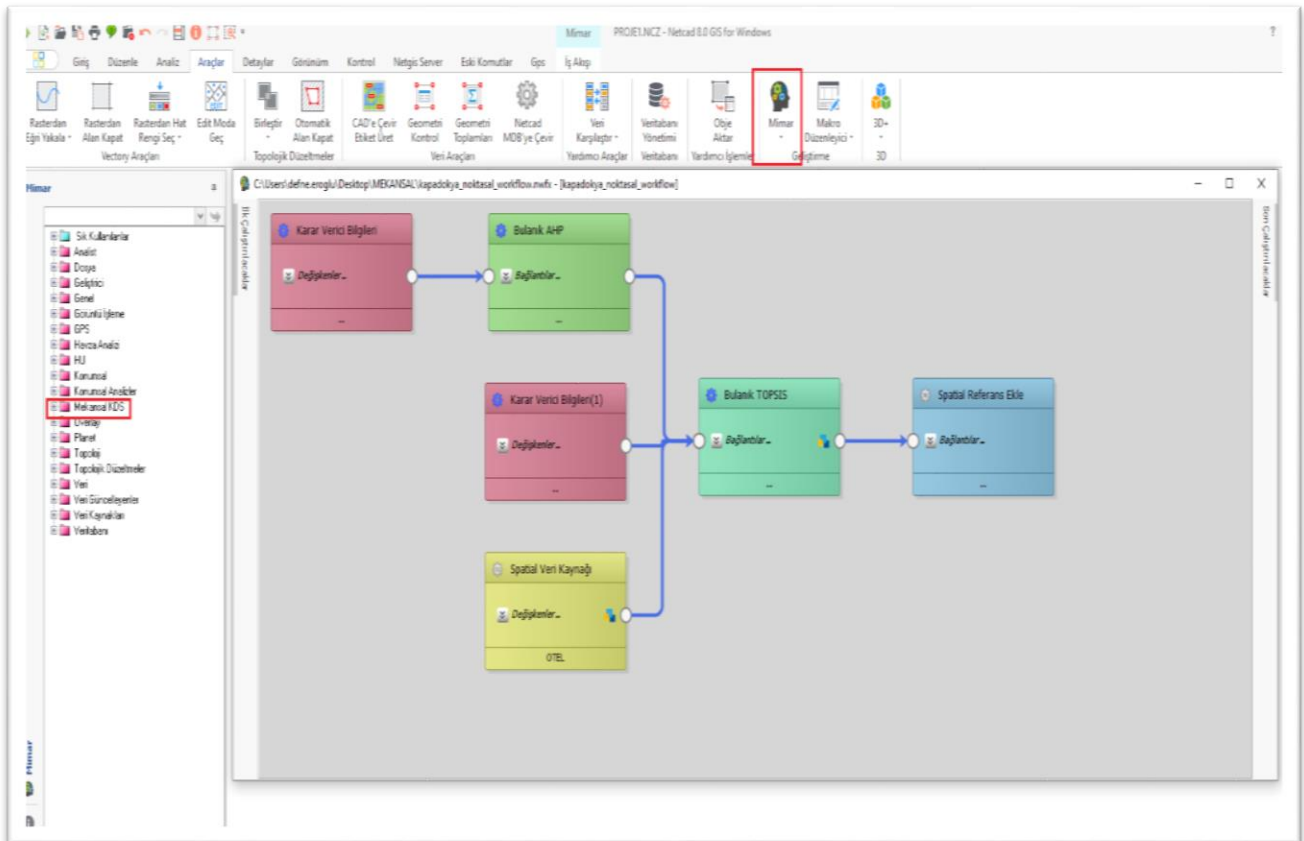 Mimar PROJE1.NCZ - Netcad 8.0 GIS for Windows ?
Giriş Düzenle Analiz Araçlar Detaylar Görünüm Kontrol Netgis Server Eski Komutlar Gps İş Akışı
Rasterdan Eğri Yakala
Rasterdan Alan Kapat
Rasterdan Hat Rengi Seç
Edit Moda Geç
Birleştir
Otomatik Alan Kapat
CAD'e Çevir Etiket Üret
Geometri Kontrol
Geometri Toplamları
Netcad MDB'ye Çevir
Veri Karşılaştır
Veritabanı Yönetimi
Obje Aktar
Mimar
Makro Düzenleyici
3D+
Vectory Araçları Topolojik Düzeltmeler Veri Araçları Yardımcı Araçlar Veritabanı Yardımcı İşlemler Geliştirme 3D
Mimar
C:\Users\defne.eroglu\Desktop\MEKANSAL\kapadokya_noktasal_workflow.nwfx - [kapadokya_noktasal_workflow]
Sık Kullanılanlar
Analist
Dosya
Geliştirici
Genel
Görüntü İşleme
GPS
Havza Analizi
HU
Konumsal
Konumsal Analizler
Mekansal KDS
Overlay
Planet
Topoloji
Topolojik Düzeltmeler
Veri
Veri Güncelleyenler
Veri Kaynakları
Veritabanı
Mimar
İlk Çalıştırılacaklar
Karar Verici Bilgileri
Değişkenler...
...
Bulanık AHP
Bağlantılar...
...
Karar Verici Bilgileri(1)
Değişkenler...
...
Bulanık TOPSIS
Bağlantılar...
...
Spatial Referans Ekle
Bağlantılar...
...
Spatial Veri Kaynağı
Değişkenler...
OTEL
Son Çalıştırılacaklar